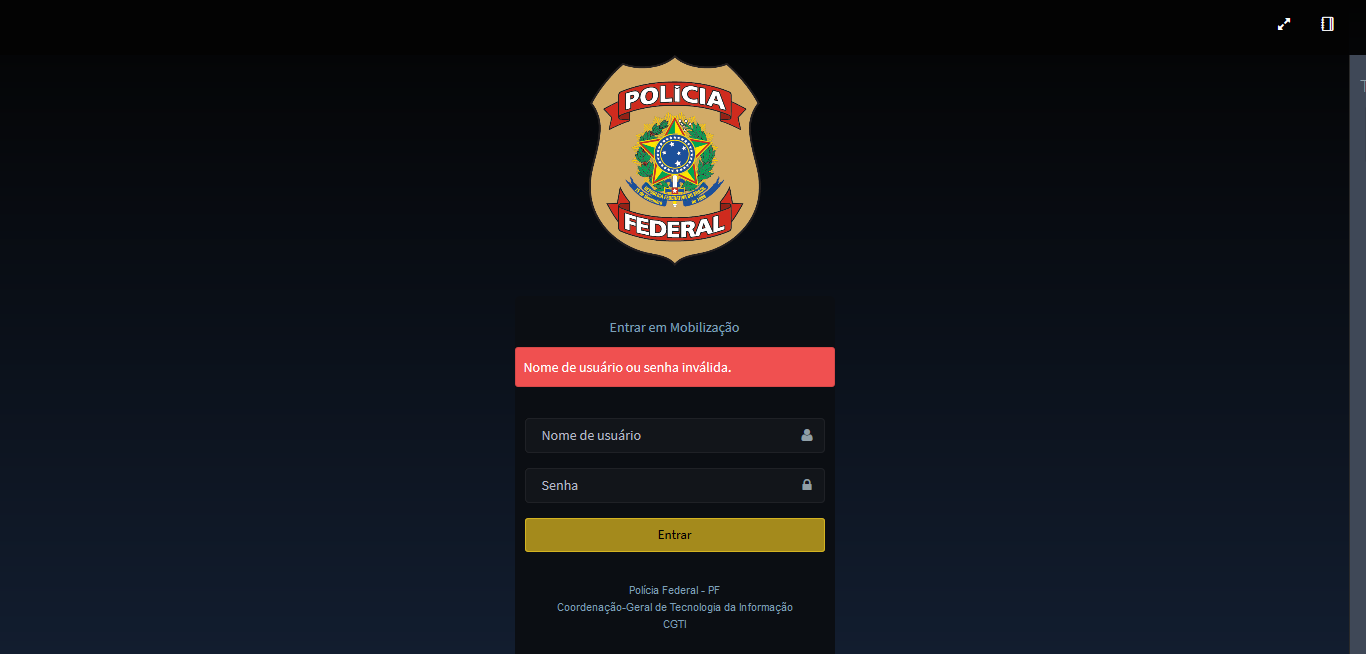 POLÍCIA
FEDERAL
Entrar em Mobilização
Nome de usuário ou senha inválida.
Nome de usuário
Senha
Entrar
Polícia Federal - PF
Coordenação-Geral de Tecnologia da Informação
CGTI